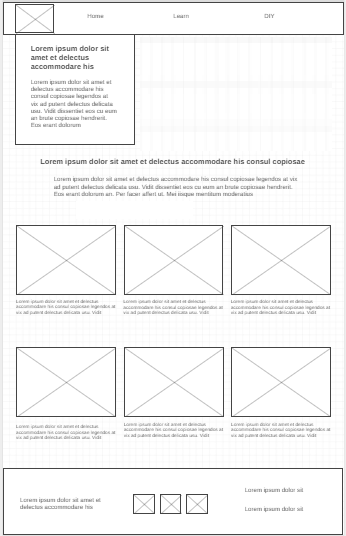 Home Learn DIY
Lorem ipsum dolor sit
amet et delectus
accommodare his
Lorem ipsum dolor sit amet et
delectus accommodare his
consul copiosae legendos at
vix ad putent delectus delicata
usu. Vidit dissentiet eos cu eum
an brute copiosae hendrerit.
Eos erant dolorum
Lorem ipsum dolor sit amet et delectus accommodare his consul copiosae
Lorem ipsum dolor sit amet et delectus accommodare his consul copiosae legendos at vix
ad putent delectus delicata usu. Vidit dissentiet eos cu eum an brute copiosae hendrerit.
Eos erant dolorum an. Per facer affert ut. Mei iisque mentitum moderatius
Lorem ipsum dolor sit amet et delectus
accommodare his consul copiosae legendos at
vix ad putent delectus delicata usu. Vidit
Lorem ipsum dolor sit amet et delectus
accommodare his consul copiosae legendos at
vix ad putent delectus delicata usu. Vidit
Lorem ipsum dolor sit amet et delectus
accommodare his consul copiosae legendos at
vix ad putent delectus delicata usu. Vidit
Lorem ipsum dolor sit amet et delectus
accommodare his consul copiosae legendos at
vix ad putent delectus delicata usu. Vidit
Lorem ipsum dolor sit amet et delectus
accommodare his consul copiosae legendos at
vix ad putent delectus delicata usu. Vidit
Lorem ipsum dolor sit amet et delectus
accommodare his consul copiosae legendos at
vix ad putent delectus delicata usu. Vidit
Lorem ipsum dolor sit amet et
delectus accommodare his
Lorem ipsum dolor sit
Lorem ipsum dolor sit